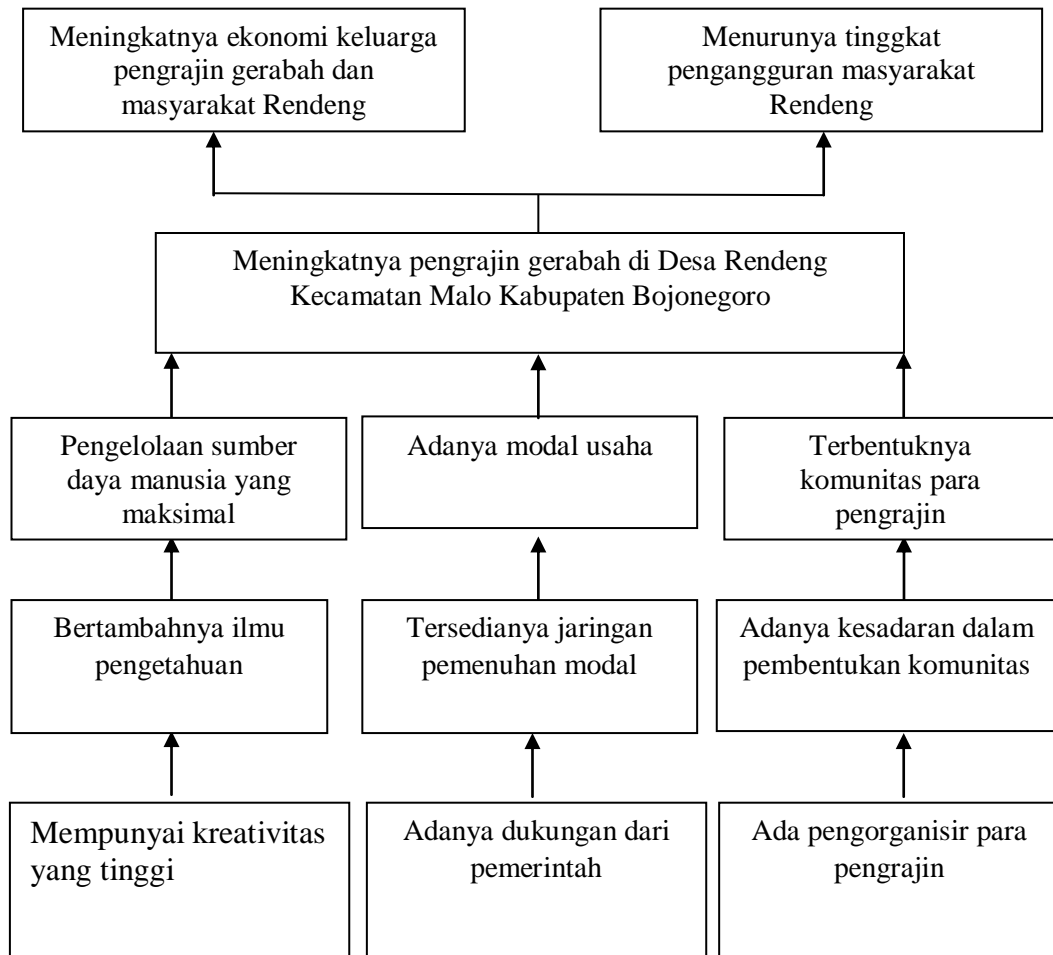 Meningkatnya ekonomi keluarga
pengrajin gerabah dan
masyarakat Rendeng
Menurunya tinggkat
pengangguran masyarakat
Rendeng
Meningkatnya pengrajin gerabah di Desa Rendeng
Kecamatan Malo Kabupaten Bojonegoro
Pengelolaan sumber
daya manusia yang
maksimal
Adanya modal usaha
Terbentuknya
komunitas para
pengrajin
Bertambahnya ilmu
pengetahuan
Tersedianya jaringan
pemenuhan modal
Adanya kesadaran dalam
pembentukan komunitas
Mempunyai kreativitas
yang tinggi
Adanya dukungan dari
pemerintah
Ada pengorganisir para
pengrajin